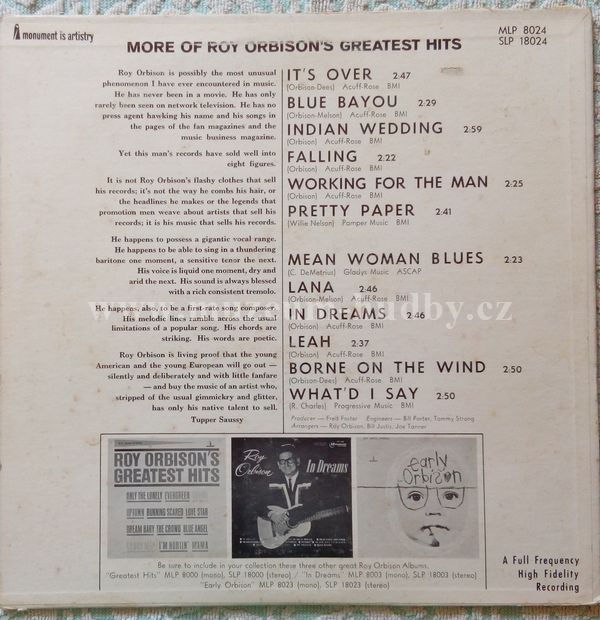 monument is artistry
MLP 8024
SLP 18024
MORE OF ROY ORBISON'S GREATEST HITS
Roy Orbison is possibly the most unusual
phenomenon I have ever encountered in music.
He has never been in a movie. He has only
rarely been seen on network television. He has no
press agent hawking his name and his songs in
the pages of the fan magazines and the
music business magazine.
Yet this man's records have sold well into
eight figures.
It is not Roy Orbison's flashy clothes that sell
his records; it's not the way he combs his hair, or
the headlines he makes or the legends that
promotion men weave about artists that sell his
records; it is his music that sells his records.
He happens to possess a gigantic vocal range.
He happens to be able to sing in a thundering
baritone one moment, a sensitive tenor the next.
His voice is liquid one moment, dry and
arid the next. His sound is always blessed
with a rich consistent tremolo.
He happens, also, to be a first-rate song composer.
His melodic lines ramble across the usual
limitations of a popular song. His chords are
striking. His words are poetic.
Roy Orbison is living proof that the young
American and the young European will go out —
silently and deliberately and with little fanfare
— and buy the music of an artist who,
stripped of the usual gimmickry and glitter,
has only his native talent to sell.
Tupper Saussy
IT'S OVER 2:47
(Orbison-Dees) Acuff-Rose BMI
BLUE BAYOU 2:29
(Orbison-Melson) Acuff-Rose BMI
INDIAN WEDDING 2:59
(Orbison) Acuff-Rose BMI
FALLING 2:22
(Orbison) Acuff-Rose BMI
WORKING FOR THE MAN 2:25
(Orbison) Acuff-Rose BMI
PRETTY PAPER 2:41
(Willie Nelson) Pamper Music BMI
MEAN WOMAN BLUES 2:23
(C. DeMetrius) Gladys Music ASCAP
LANA 2:46
(Orbison-Melson) Acuff-Rose BMI
IN DREAMS 2:46
(Orbison) Acuff-Rose BMI
LEAH 2:37
(Orbison) Acuff-Rose BMI
BORNE ON THE WIND 2:50
(Orbison-Dees) Acuff-Rose BMI
WHAT'D I SAY 2:50
(R. Charles) Progressive Music BMI
Producer — Fred Foster Engineers — Bill Porter, Tommy Strong
Arrangers — Roy Orbison, Bill Justis, Joe Tanner
ROY ORBISON'S
GREATEST HITS
ONLY THE LONELY EVERGREEN
UPTOWN RUNNING SCARED LOVE STAR
DREAM BABY THE CROWD BLUE ANGEL
I'M HURTIN' MAMA
Roy
Orbison
In Dreams
early
Orbison
Be sure to include in your collection these three other great Roy Orbison Albums,
"Greatest Hits" MLP 8000 (mono), SLP 18000 (stereo) / "In Dreams" MLP 8003 (mono), SLP 18003 (stereo)
"Early Orbison" MLP 8023 (mono), SLP 18023 (stereo)
A Full Frequency
High Fidelity
Recording